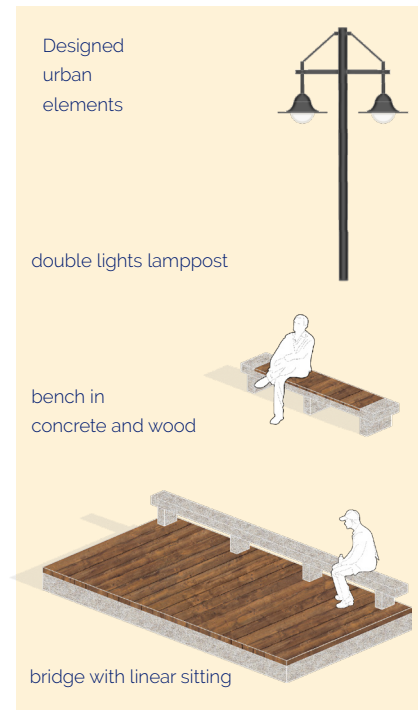 Designed
urban
elements
double lights lamppost
bench in
concrete and wood
bridge with linear sitting